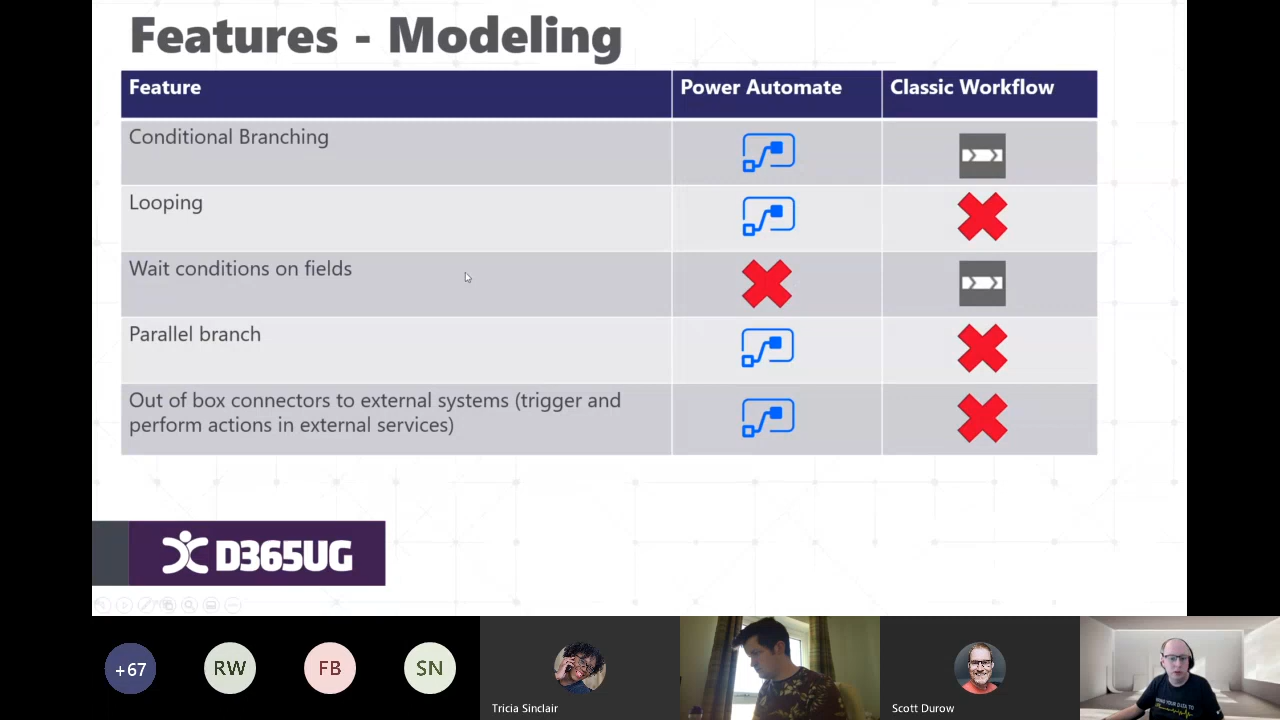 Features - Modeling
Feature Power Automate Classic Workflow
Conditional Branching
Looping
Wait conditions on fields
Parallel branch
Out of box connectors to external systems (trigger and
perform actions in external services)
D365UG
+67 RW FB SN
Tricia Sinclair
Scott Durow